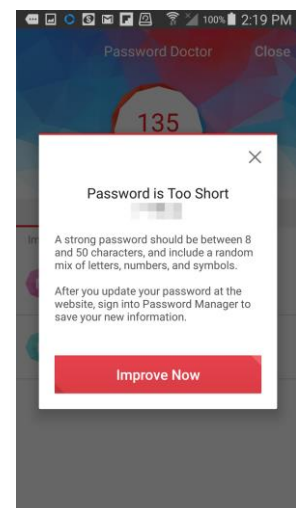 100% 2:19 PM
Password Doctor Close
135
Password is Too Short
A strong password should be between 8
and 50 characters, and include a random
mix of letters, numbers, and symbols.
After you update your password at the
website, sign into Password Manager to
save your new information.
Improve Now